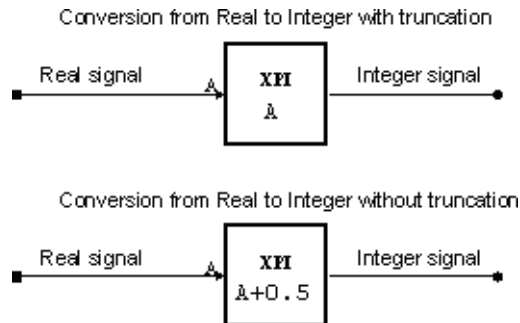 Conversion from Real to Integer with truncation
Real signal A XPI Integer signal
A
Conversion from Real to Integer without truncation
Real signal A XPI Integer signal
A+0.5